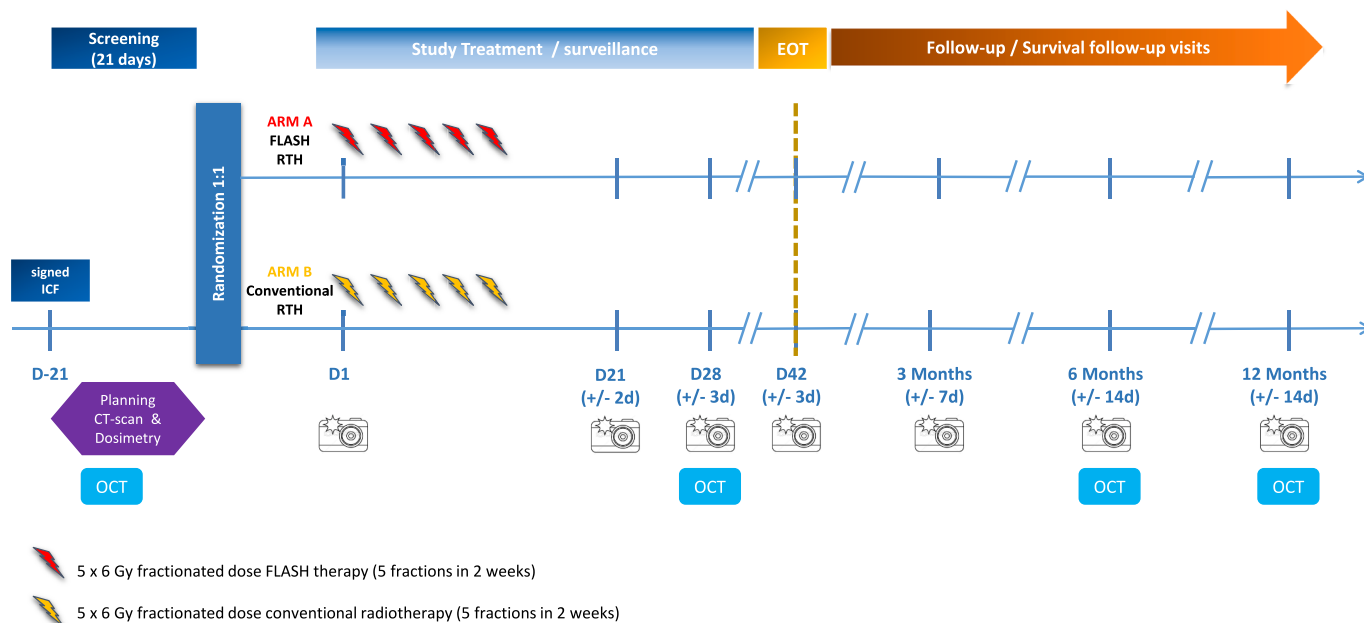 Screening
(21 days)
Study Treatment / surveillance
EOT
Follow-up / Survival follow-up visits
Randomization 1:1
ARM A
FLASH
RTH
signed
ICF
ARM B
Conventional
RTH
D-21
D1
D21
(+/- 2d)
D28
(+/- 3d)
D42
(+/- 3d)
3 Months
(+/- 7d)
6 Months
(+/- 14d)
12 Months
(+/- 14d)
Planning
CT-scan &
Dosimetry
OCT
OCT
OCT
OCT
5 x 6 Gy fractionated dose FLASH therapy (5 fractions in 2 weeks)
5 x 6 Gy fractionated dose conventional radiotherapy (5 fractions in 2 weeks)